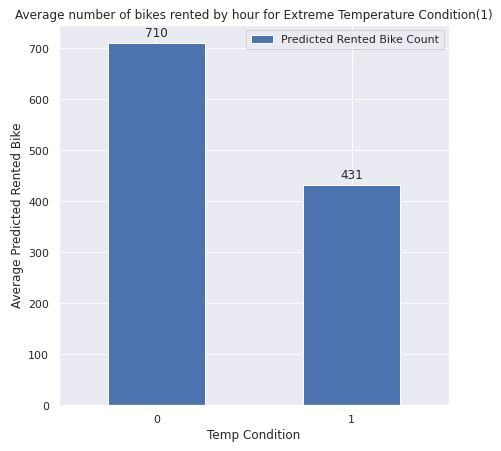 Average number of bikes rented by hour for Extreme Temperature Condition(1)
710
Predicted Rented Bike Count
700
600
500
431
400
300
200
100
0
Average Predicted Rented Bike
0 1
Temp Condition